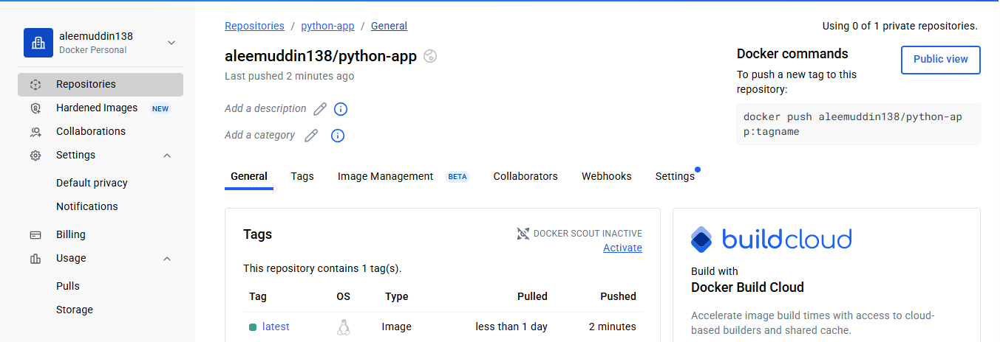 aleemuddin138
Docker Personal
Repositories
Hardened Images NEW
Collaborations
Settings
Default privacy
Notifications
Billing
Usage
Pulls
Storage
Repositories / python-app / General
Using 0 of 1 private repositories.
aleemuddin138/python-app
Last pushed 2 minutes ago
Add a description
Add a category
Docker commands
Public view
To push a new tag to this
repository:
docker push aleemuddin138/python-ap
p:tagname
General Tags Image Management BETA Collaborators Webhooks Settings
Tags
DOCKER SCOUT INACTIVE
Activate
This repository contains 1 tag(s).
Tag OS Type Pulled Pushed
latest Image less than 1 day 2 minutes
buildcloud
Build with
Docker Build Cloud
Accelerate image build times with access to cloud-
based builders and shared cache.